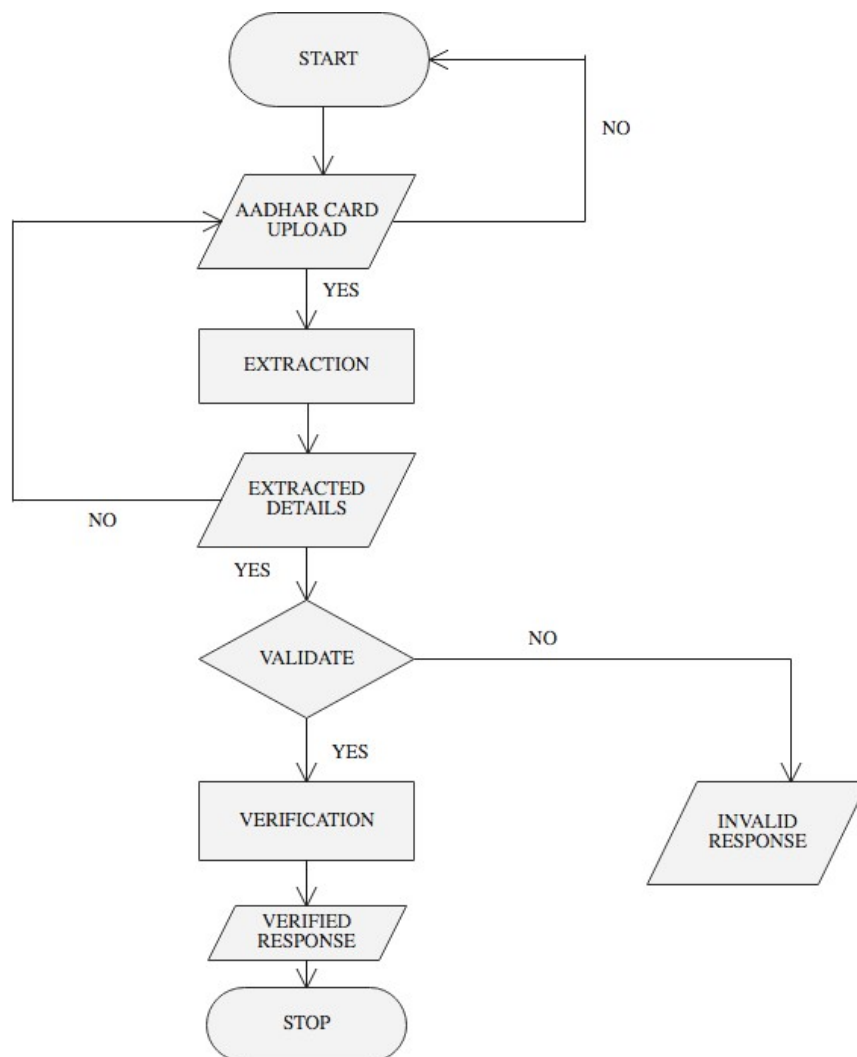 START
NO
AADHAR CARD
UPLOAD
YES
EXTRACTION
EXTRACTED
DETAILS
NO
YES
VALIDATE
NO
YES
VERIFICATION
INVALID
RESPONSE
VERIFIED
RESPONSE
STOP